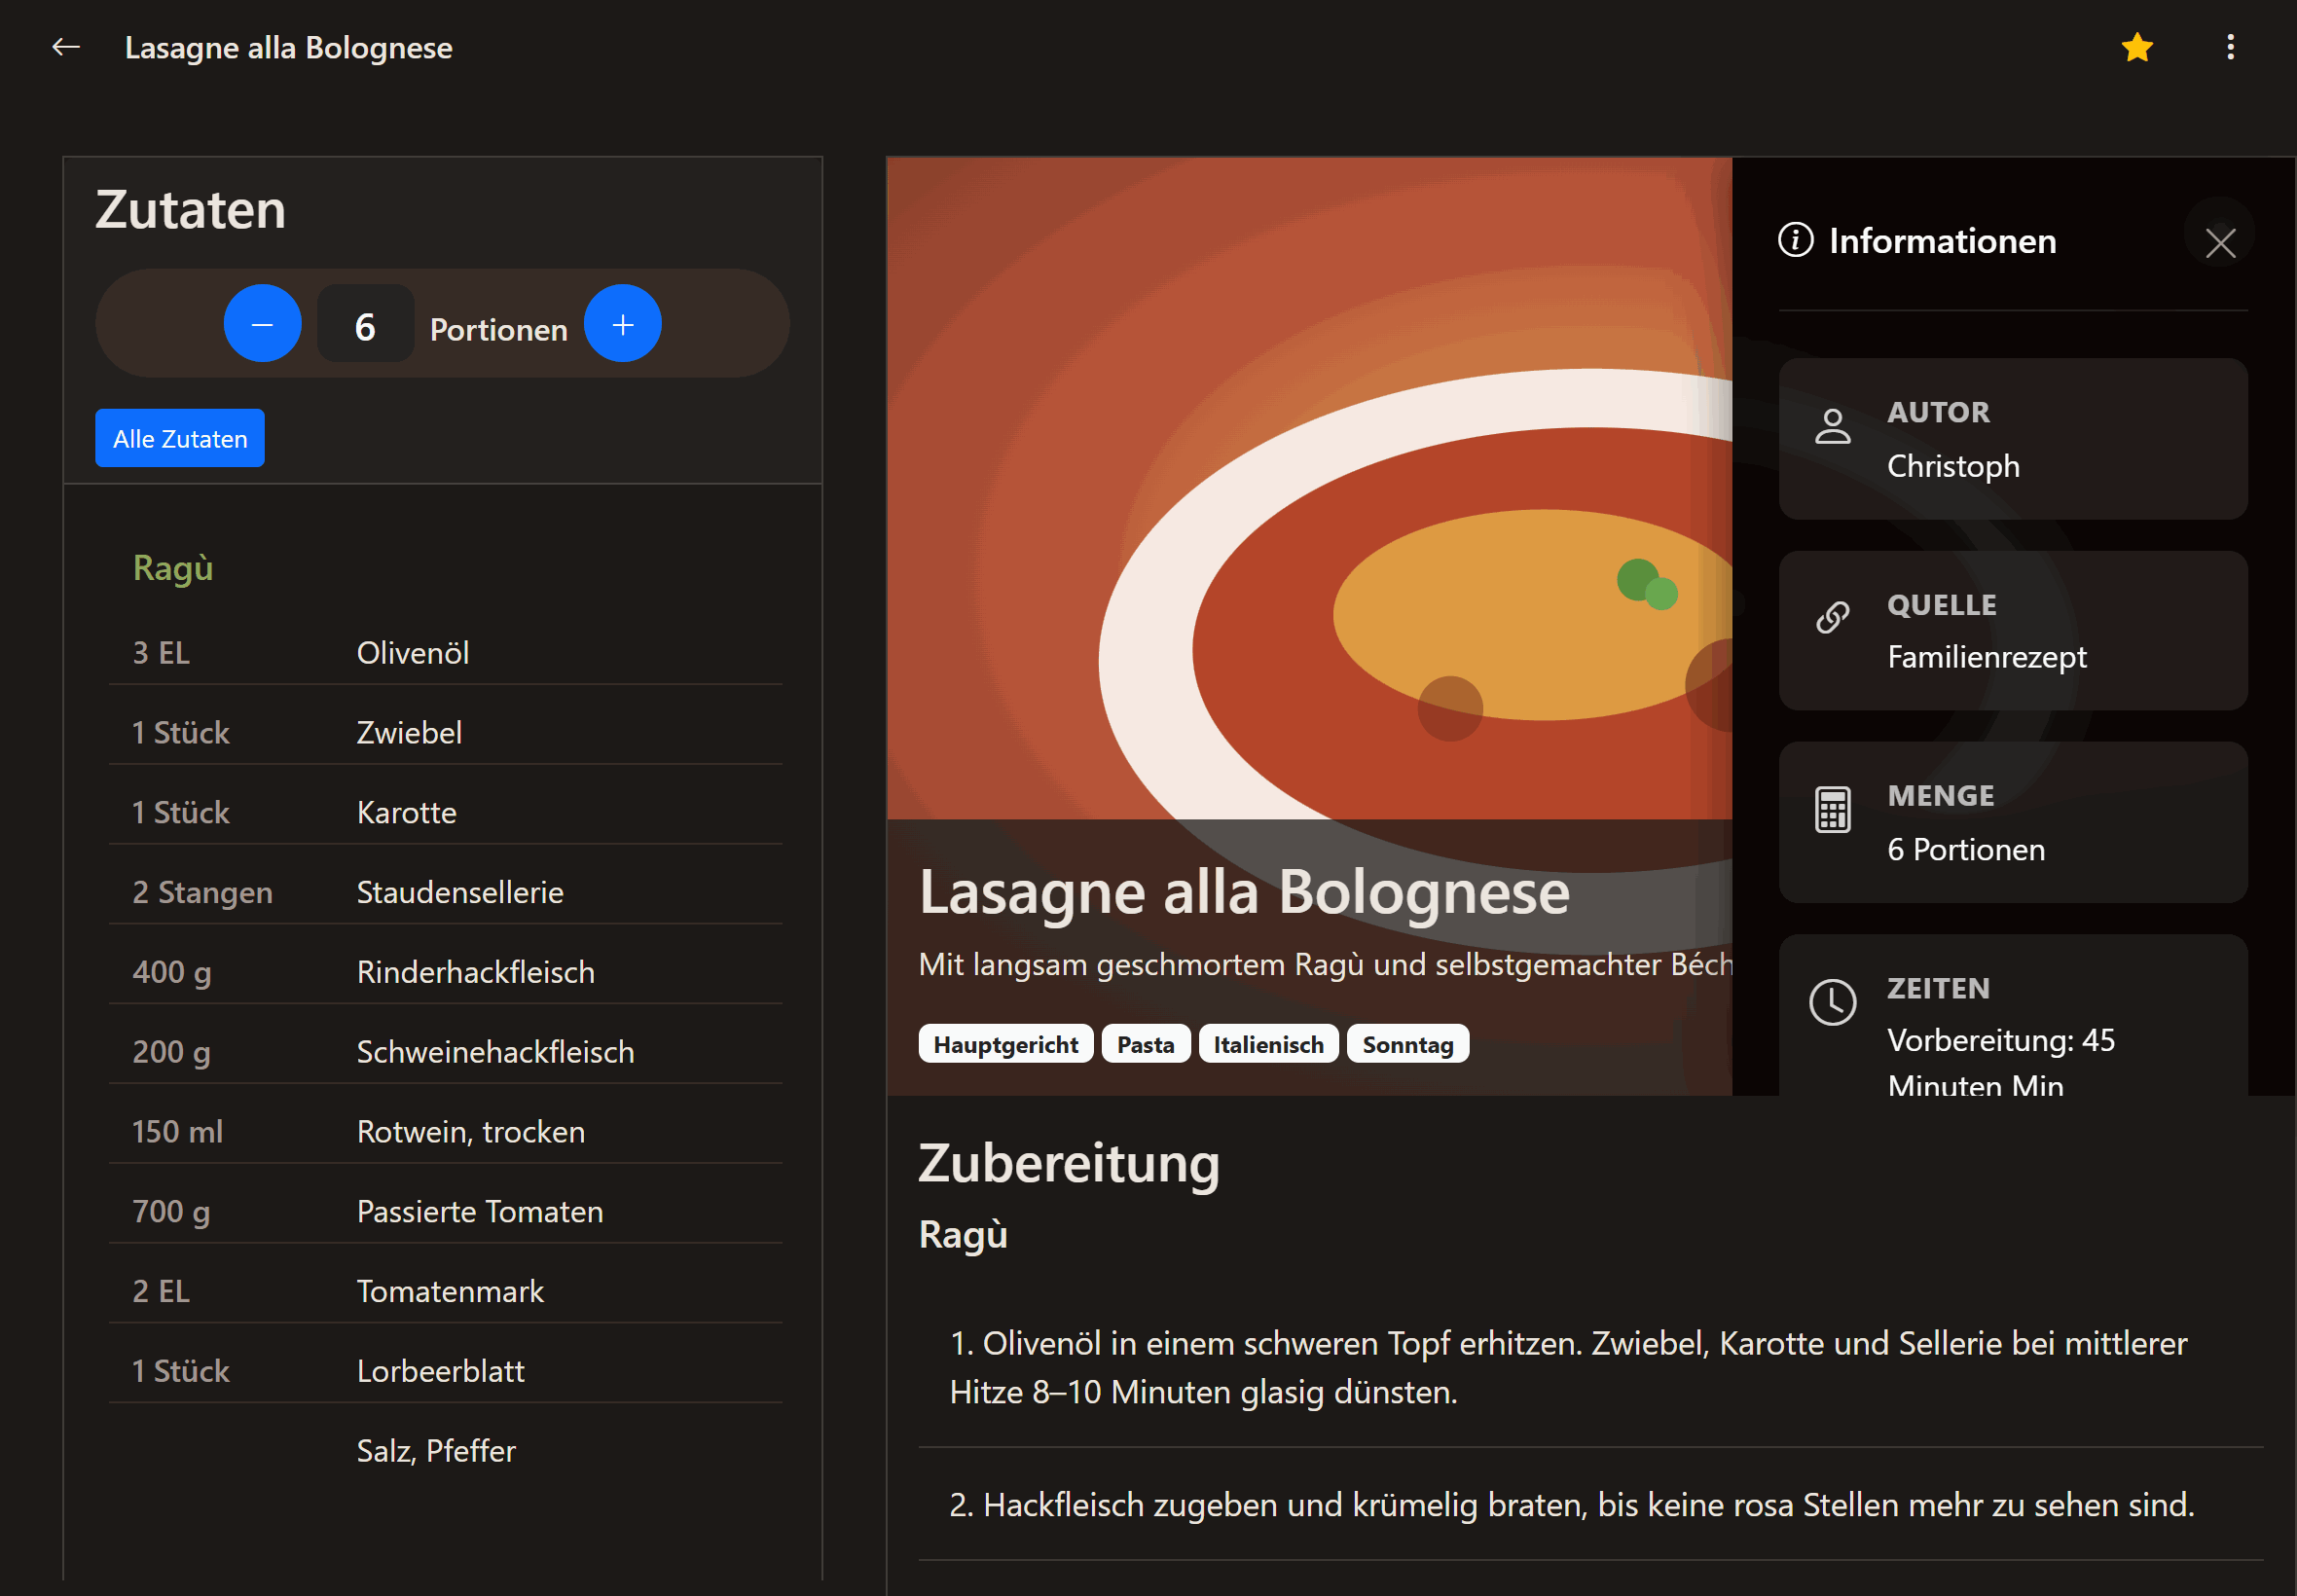 Lasagne alla Bolognese
Zutaten
6 Portionen
Alle Zutaten
Ragù
3 EL Olivenöl
1 Stück Zwiebel
1 Stück Karotte
2 Stangen Staudensellerie
400 g Rinderhackfleisch
200 g Schweinehackfleisch
150 ml Rotwein, trocken
700 g Passierte Tomaten
2 EL Tomatenmark
1 Stück Lorbeerblatt
Salz, Pfeffer
Lasagne alla Bolognese
Mit langsam geschmortem Ragù und selbstgemachter Béch
Hauptgericht Pasta Italienisch Sonntag
Informationen
AUTOR
Christoph
QUELLE
Familienrezept
MENGE
6 Portionen
ZEITEN
Vorbereitung: 45
Minuten Min
Zubereitung
Ragù
1. Olivenöl in einem schweren Topf erhitzen. Zwiebel, Karotte und Sellerie bei mittlerer
Hitze 8–10 Minuten glasig dünsten.
2. Hackfleisch zugeben und krümelig braten, bis keine rosa Stellen mehr zu sehen sind.